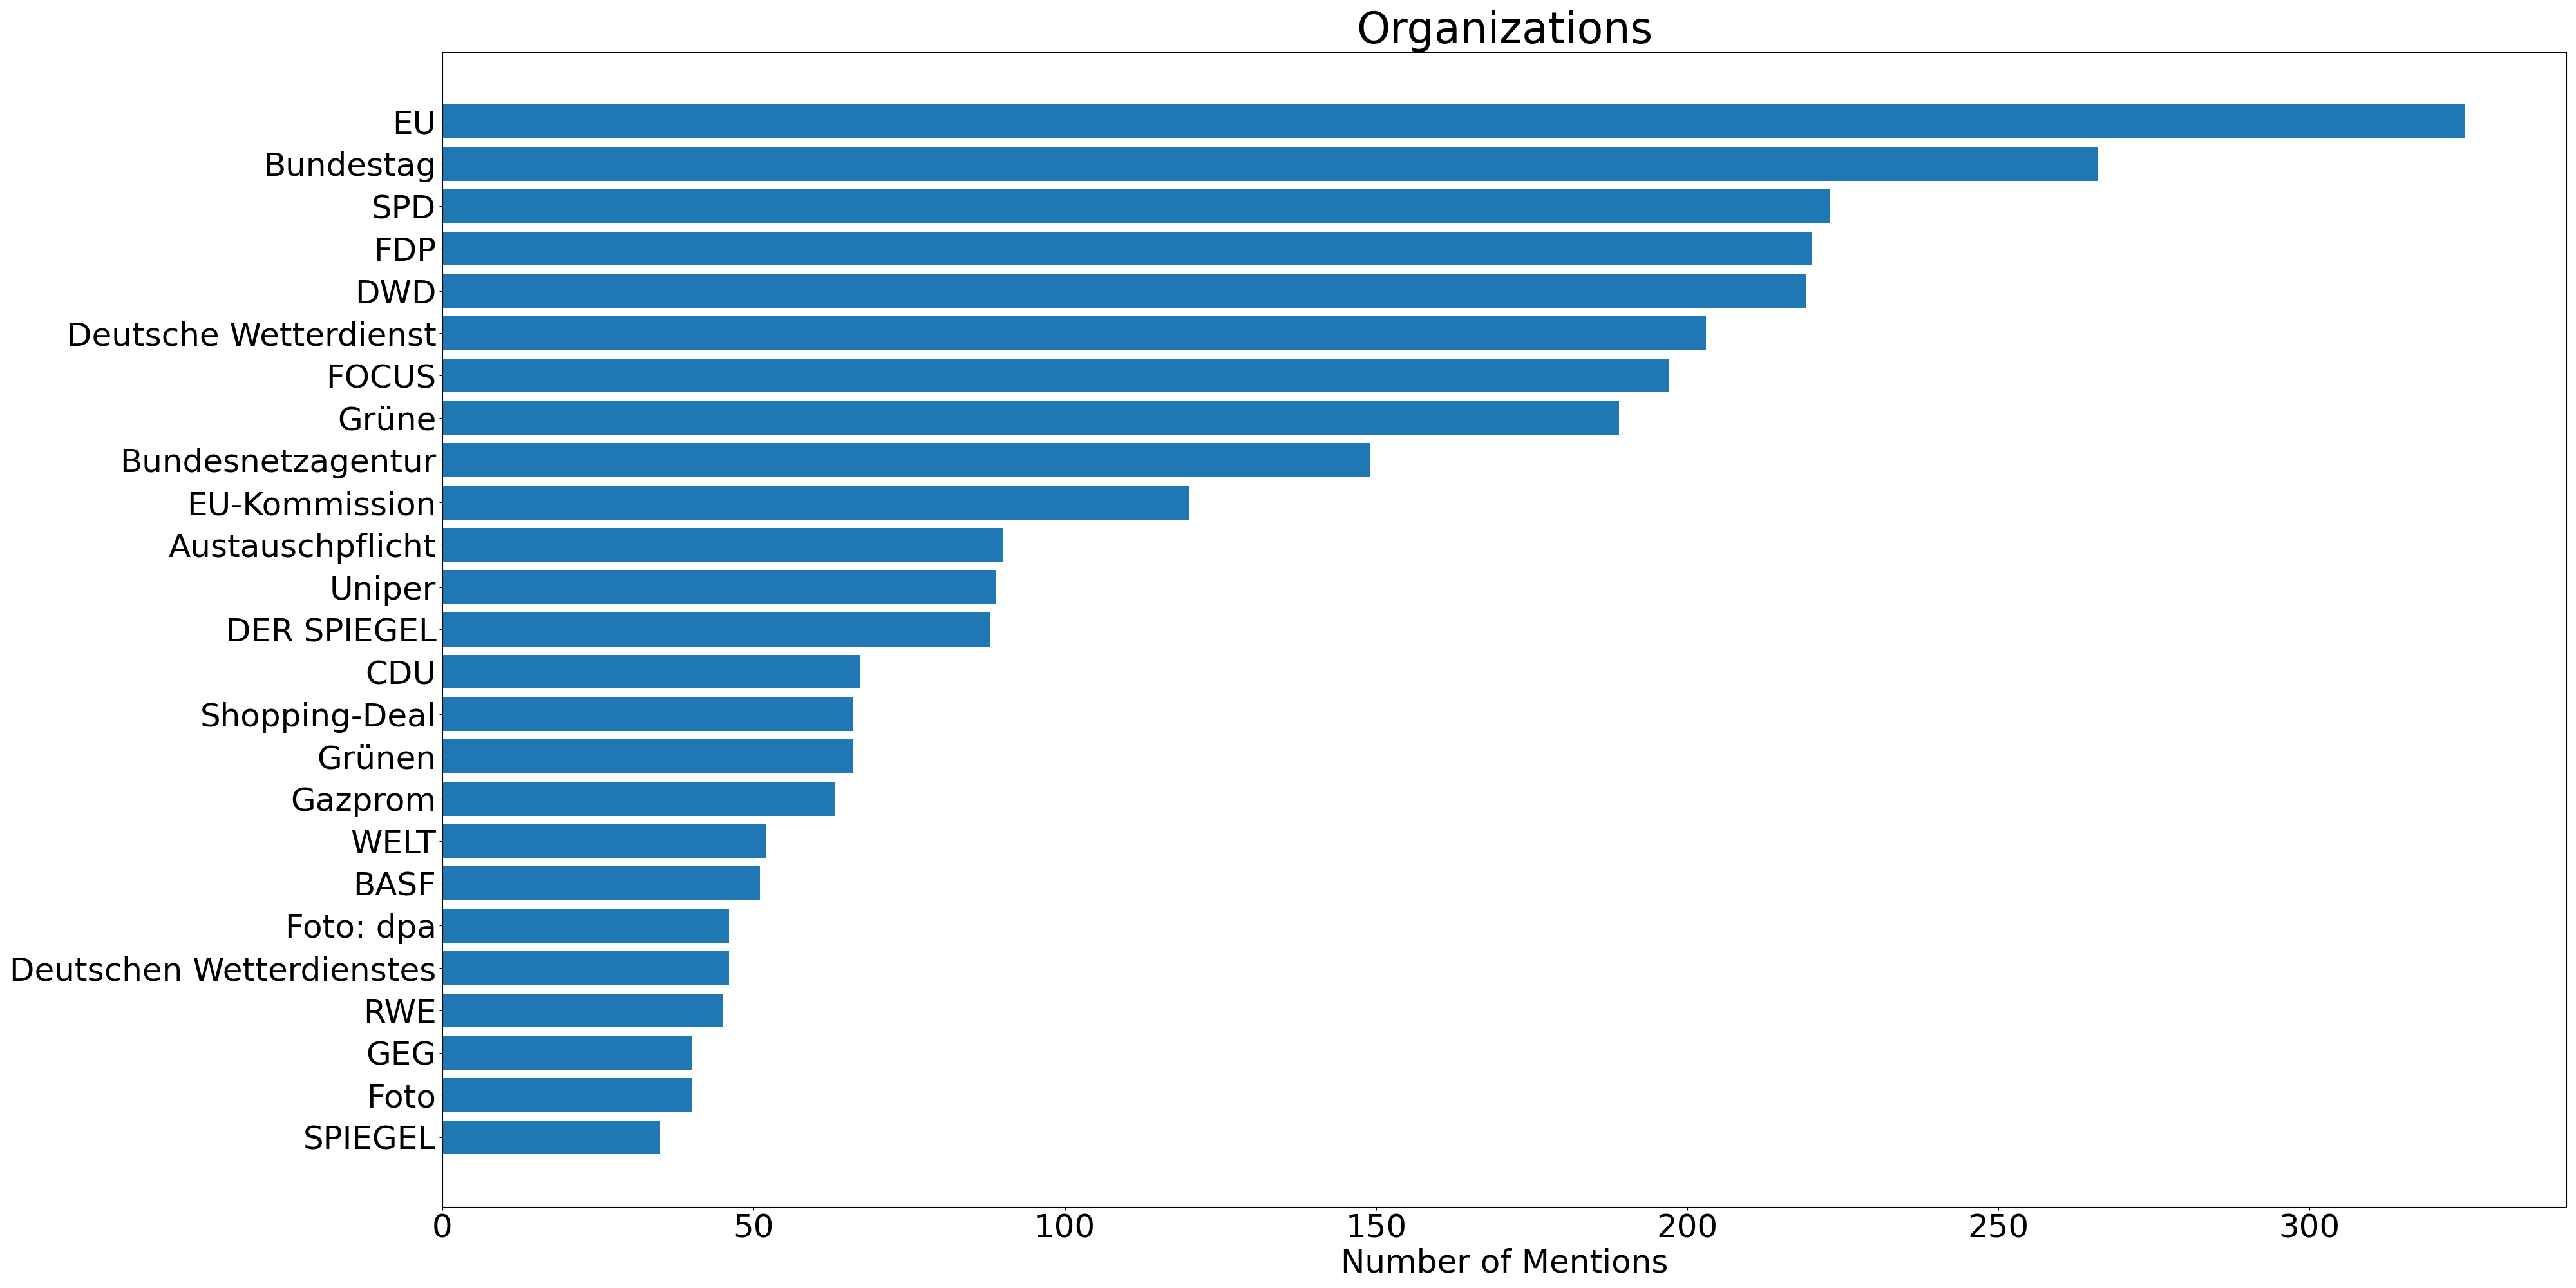 Organizations
EU
Bundestag
SPD
FDP
DWD
Deutsche Wetterdienst
FOCUS
Grüne
Bundesnetzagentur
EU-Kommission
Austauschpflicht
Uniper
DER SPIEGEL
CDU
Shopping-Deal
Grünen
Gazprom
WELT
BASF
Foto: dpa
Deutschen Wetterdienstes
RWE
GEG
Foto
SPIEGEL
0 50 100 150 200 250 300
Number of Mentions